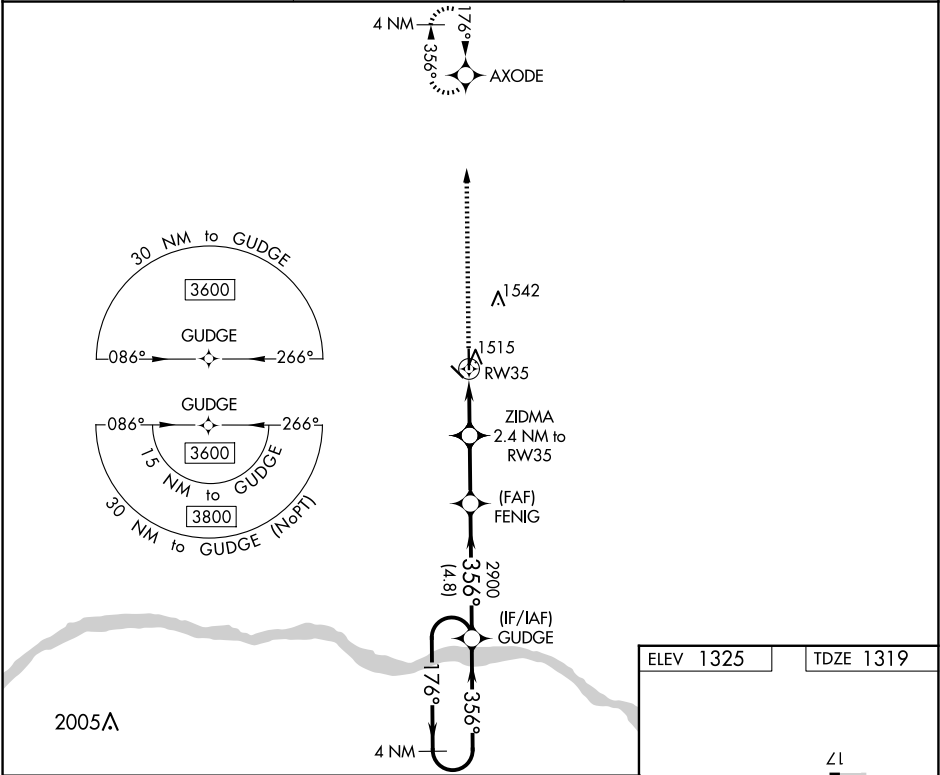 4 NM
176°
356°
AXODE
30 NM to GUDGE
3600
GUDGE
086°
266°
1542
1515
RW35
GUDGE
086°
266°
3600
15 NM to GUDGE
3800
30 NM to GUDGE (NoPT)
ZIDMA
2.4 NM to
RW35
(FAF)
FENIG
2900
356°
(4.8)
(IF/IAF)
GUDGE
176°
356°
4 NM
2005
ELEV 1325
TDZE 1319
17